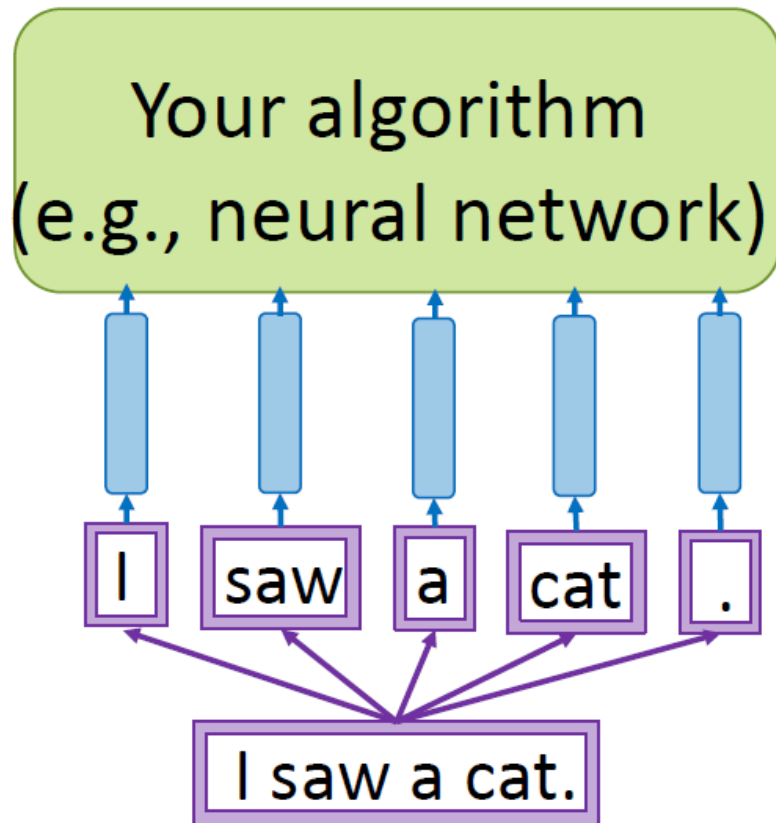 Your algorithm
(e.g., neural network)
I saw a cat .
I saw a cat.